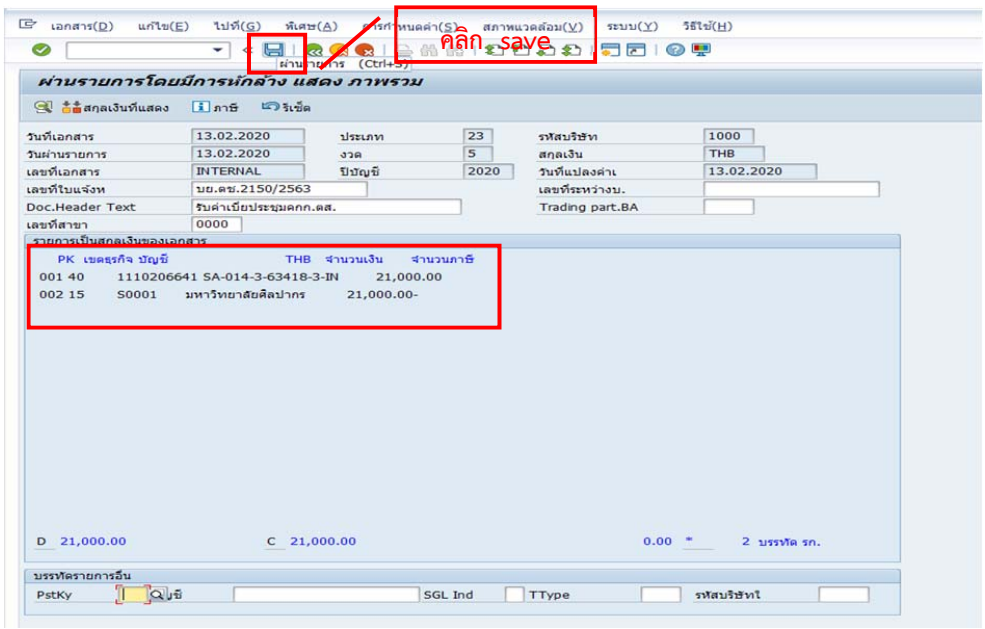 เอกสาร(D) แก้ไข(E) ไปที่(G) พิเศษ(A) การกำหนดค่า(S) สภาพแวดล้อม(V) ระบบ(Y) วิธีใช้(H)
คลิก save
ผ่านรายการ (Ctrl+S)
ผ่านรายการโดยมีการหักล้าง แสดง ภาพรวม
สกุลเงินที่แสดง ภาษี รีเซ็ต
วันที่เอกสาร 13.02.2020 ประเภท 23 รหัสบริษัท 1000
วันผ่านรายการ 13.02.2020 งวด 5 สกุลเงิน THB
เลขที่เอกสาร INTERNAL ปีบัญชี 2020 วันที่แปลงค่าเ 13.02.2020
เลขที่ใบแจ้งห บย.ตช.2150/2563 เลขที่ระหว่างบ.
Doc.Header Text รับค่าเบี้ยประชุมคกก.ตส. Trading part.BA
เลขที่สาขา 0000
รายการเป็นสกุลเงินของเอกสาร
PK เขตธุรกิจ บัญชี THB จำนวนเงิน จำนวนภาษี
001 40 1110206641 SA-014-3-63418-3-IN 21,000.00
002 15 S0001 มหาวิทยาลัยศิลปากร 21,000.00-
D 21,000.00 C 21,000.00 0.00 * 2 บรรทัด รก.
บรรทัดรายการอื่น
PstKy ชี SGL Ind TType รหัสบริษัทใ